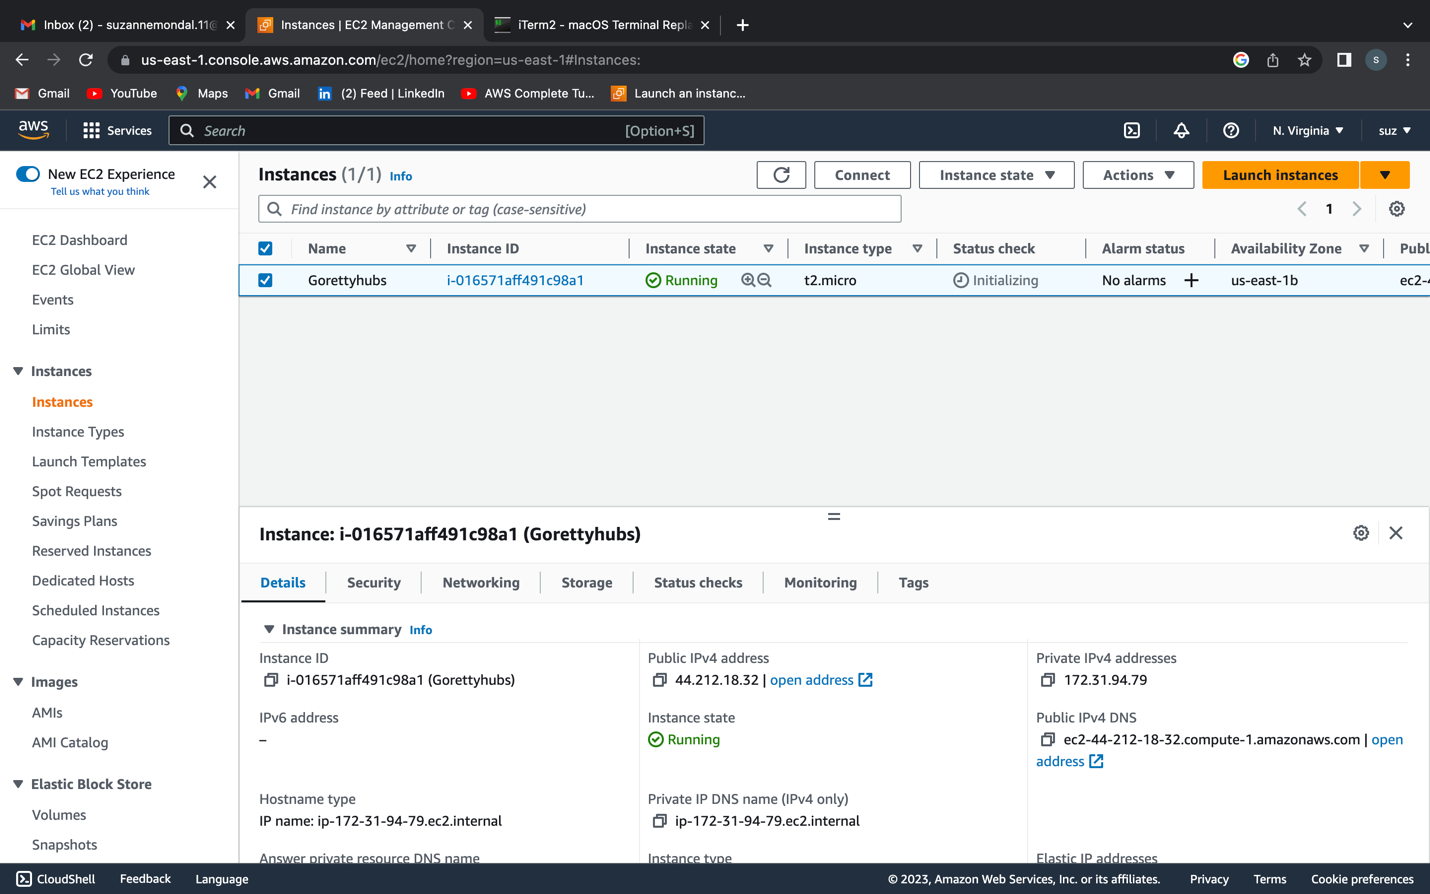 Inbox (2) - suzannemondal.11@
Instances | EC2 Management C
iTerm2 - macOS Terminal Repla
us-east-1.console.aws.amazon.com/ec2/home?region=us-east-1#Instances:
S
Gmail
YouTube
Maps
Gmail
(2) Feed | LinkedIn
AWS Complete Tu...
Launch an instanc...
aws
Services
Search
[Option+S]
N. Virginia
suz
New EC2 Experience
Tell us what you think
EC2 Dashboard
EC2 Global View
Events
Limits
Instances
Instances
Instance Types
Launch Templates
Spot Requests
Savings Plans
Reserved Instances
Dedicated Hosts
Scheduled Instances
Capacity Reservations
Images
AMIs
AMI Catalog
Elastic Block Store
Volumes
Snapshots
Instances (1/1) Info
Connect
Instance state
Actions
Launch instances
Find instance by attribute or tag (case-sensitive)
1
Name
Instance ID
Instance state
Instance type
Status check
Alarm status
Availability Zone
Publ
Gorettyhubs
i-016571aff491c98a1
Running
t2.micro
Initializing
No alarms
us-east-1b
ec2-4
Instance: i-016571aff491c98a1 (Gorettyhubs)
Details
Security
Networking
Storage
Status checks
Monitoring
Tags
Instance summary Info
Instance ID
i-016571aff491c98a1 (Gorettyhubs)
Public IPv4 address
44.212.18.32 | open address
Private IPv4 addresses
172.31.94.79
IPv6 address
–
Instance state
Running
Public IPv4 DNS
ec2-44-212-18-32.compute-1.amazonaws.com | open
address
Hostname type
IP name: ip-172-31-94-79.ec2.internal
Private IP DNS name (IPv4 only)
ip-172-31-94-79.ec2.internal
Answer private resource DNS name
Instance type
Elastic IP addresses
CloudShell
Feedback
Language
© 2023, Amazon Web Services, Inc. or its affiliates.
Privacy
Terms
Cookie preferences